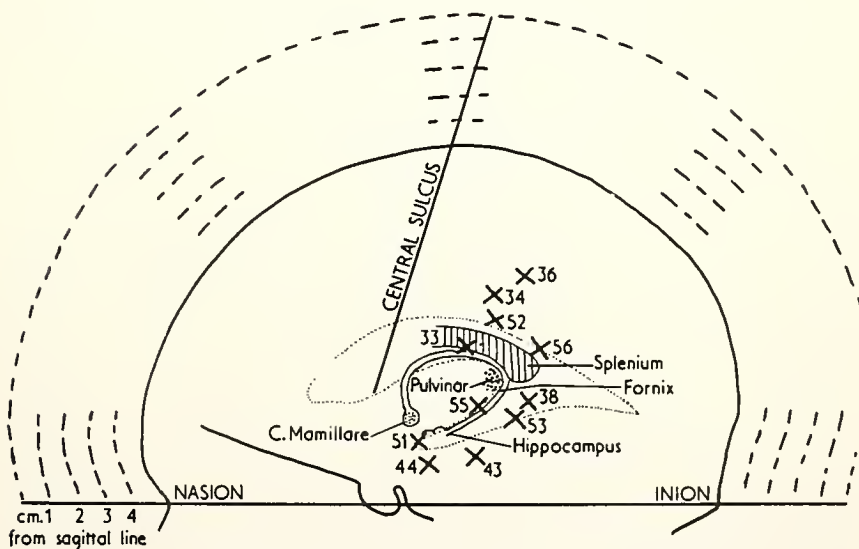 CENTRAL SULCUS
36
34
52
33
56
Splenium
Pulvinar
Fornix
55
38
53
C. Mamillare
Hippocampus
51
44
43
NASION
INION
cm. 1 2 3 4
from sagittal line